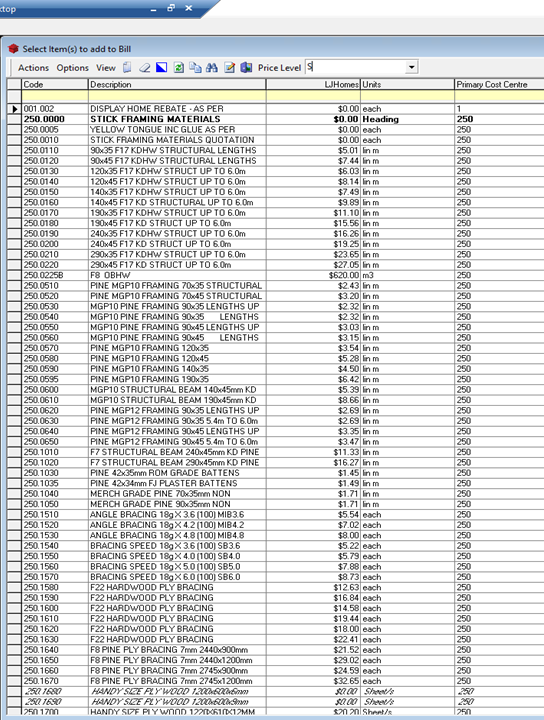 ctop
Select Item(s) to add to Bill
Actions Options View Price Level S
Code Description LJHomes Units Primary Cost Centre
001.002 DISPLAY HOME REBATE - AS PER $0.00 each 1
250.0000 STICK FRAMING MATERIALS $0.00 Heading 250
250.0005 YELLOW TONGUE INC GLUE AS PER $0.00 each 250
250.0010 STICK FRAMING MATERIALS QUOTATION $0.00 each 250
250.0110 90x35 F17 KDHW STRUCTURAL LENGTHS $5.01 lin m 250
250.0120 90x45 F17 KDHW STRUCTURAL LENGTHS $7.44 lin m 250
250.0130 120x35 F17 KDHW STRUCT UP TO 6.0m $6.03 lin m 250
250.0140 120x45 F17 KDHW STRUCT UP TO 6.0m $8.14 lin m 250
250.0150 140x35 F17 KDHW STRUCT UP TO 6.0m $7.49 lin m 250
250.0160 140x45 F17 KD STRUCTURAL UP TO 6.0m $9.89 lin m 250
250.0170 190x35 F17 KDHW STRUCT UP TO 6.0m $11.10 lin m 250
250.0180 190x45 F17 KDHW STRUCT UP TO 6.0m $15.56 lin m 250
250.0190 240x35 F17 KDHW STRUCT UP TO 6.0m $16.26 lin m 250
250.0200 240x45 F17 KD STRUCT UP TO 6.0m $19.25 lin m 250
250.0210 290x35 F17 KDHW STRUCT UP TO 6.0m $23.65 lin m 250
250.0220 290x45 F17 KD STRUCT UP TO 6.0m $27.05 lin m 250
250.0225B F8 OBHW $620.00 m3 250
250.0510 PINE MGP10 FRAMING 70x35 STRUCTURAL $2.43 lin m 250
250.0520 PINE MGP10 FRAMING 70x45 STRUCTURAL $3.20 lin m 250
250.0530 MGP10 PINE FRAMING 90x35 LENGTHS UP $2.32 lin m 250
250.0540 MGP10 PINE FRAMING 90x35 LENGTHS $2.32 lin m 250
250.0550 MGP10 PINE FRAMING 90x45 LENGTHS UP $3.03 lin m 250
250.0560 MGP10 PINE FRAMING 90x45 LENGTHS $3.15 lin m 250
250.0570 PINE MGP10 FRAMING 120x35 $3.54 lin m 250
250.0580 PINE MGP10 FRAMING 120x45 $5.28 lin m 250
250.0590 PINE MGP10 FRAMING 140x35 $4.50 lin m 250
250.0595 PINE MGP10 FRAMING 190x35 $6.42 lin m 250
250.0600 MGP10 STRUCTURAL BEAM 140x45mm KD $5.39 lin m 250
250.0610 MGP10 STRUCTURAL BEAM 190x45mm KD $8.66 lin m 250
250.0620 PINE MGP12 FRAMING 90x35 LENGTHS UP $2.69 lin m 250
250.0630 PINE MGP12 FRAMING 90x35 5.4m TO 6.0m $2.69 lin m 250
250.0640 PINE MGP12 FRAMING 90x45 LENGTHS UP $3.35 lin m 250
250.0650 PINE MGP12 FRAMING 90x45 5.4m TO 6.0m $3.47 lin m 250
250.1010 F7 STRUCTURAL BEAM 240x45mm KD PINE $11.33 lin m 250
250.1020 F7 STRUCTURAL BEAM 290x45mm KD PINE $16.27 lin m 250
250.1030 PINE 42x35mm ROM GRADE BATTENS $1.45 lin m 250
250.1035 PINE 42x34mm FJ PLASTER BATTENS $1.49 lin m 250
250.1040 MERCH GRADE PINE 70x35mm NON $1.71 lin m 250
250.1050 MERCH GRADE PINE 90x35mm NON $1.71 lin m 250
250.1510 ANGLE BRACING 18g X 3.6 (100) MIB3.6 $5.54 each 250
250.1520 ANGLE BRACING 18g X 4.2 (100) MIB4.2 $7.02 each 250
250.1530 ANGLE BRACING 18g X 4.8 (100) MIB4.8 $8.00 each 250
250.1540 BRACING SPEED 18g X 3.6 (100) SB3.6 $5.22 each 250
250.1550 BRACING SPEED 18g X 4.0 (100) SB4.0 $5.79 each 250
250.1560 BRACING SPEED 18g X 5.0 (100) SB5.0 $7.88 each 250
250.1570 BRACING SPEED 18g X 6.0 (100) SB6.0 $8.73 each 250
250.1580 F22 HARDWOOD PLY BRACING $12.63 each 250
250.1590 F22 HARDWOOD PLY BRACING $16.84 each 250
250.1600 F22 HARDWOOD PLY BRACING $14.58 each 250
250.1610 F22 HARDWOOD PLY BRACING $19.44 each 250
250.1620 F22 HARDWOOD PLY BRACING $18.00 each 250
250.1630 F22 HARDWOOD PLY BRACING $22.41 each 250
250.1640 F8 PINE PLY BRACING 7mm 2440x900mm $21.52 each 250
250.1650 F8 PINE PLY BRACING 7mm 2440x1200mm $29.02 each 250
250.1660 F8 PINE PLY BRACING 7mm 2745x900mm $24.59 each 250
250.1670 F8 PINE PLY BRACING 7mm 2745x1200mm $32.65 each 250
250.1680 HANDY SIZE PLY WOOD 1200x600x6mm $0.00 Sheet/s 250
250.1690 HANDY SIZE PLY WOOD 1200x600x9mm $0.00 Sheet/s 250
250.1700 HANDY SIZE PLY WOOD 1220X610X12MM $20.20 Sheet/s 250